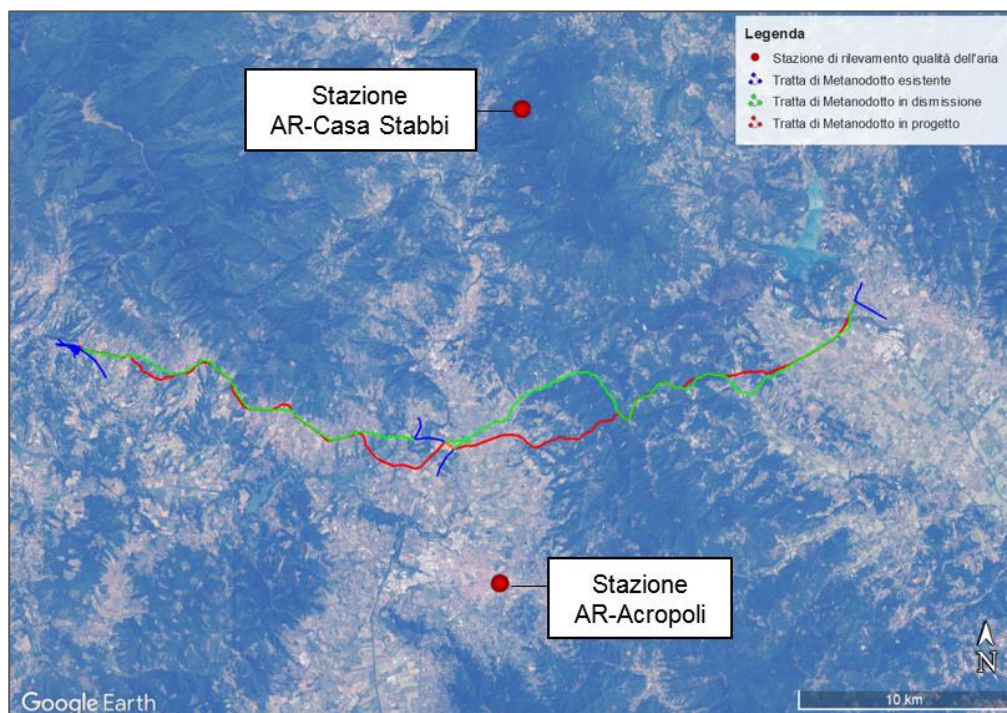 Legenda
Stazione di rilevamento qualità dell'aria
Tratta di Metanodotto esistente
Tratta di Metanodotto in dismissione
Tratta di Metanodotto in progetto
Stazione
AR-Casa Stabbi
Stazione
AR-Acropoli
N
Google Earth
10 km